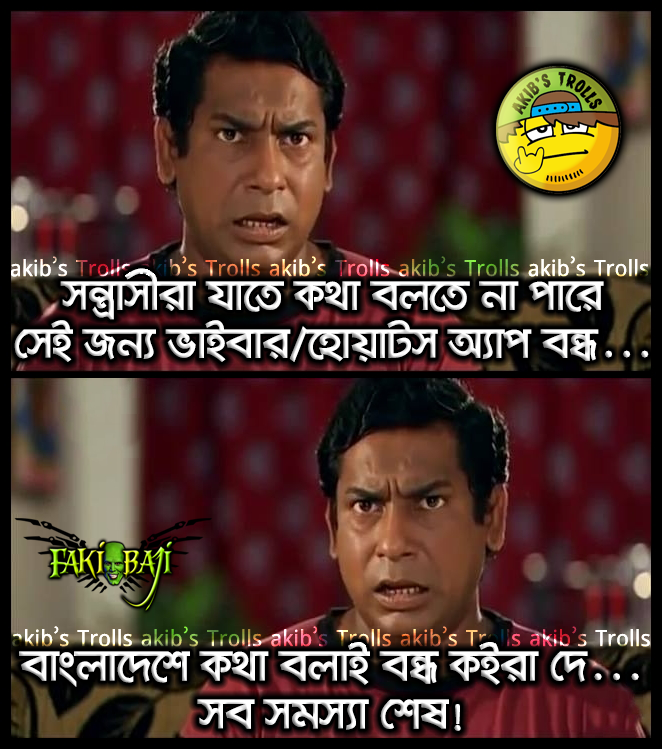 AKIB'S TROLLS
akib's Trolls akib's Trolls akib's Trolls akib's Trolls akib's Trolls
সন্ত্রাসীরা যাতে কথা বলতে না পারে
সেই জন্য ভাইবার/হোয়াটস অ্যাপ বন্ধ...
FAKIBAJI
akib's Trolls akib's Trolls akib's Trolls akib's Trolls akib's Trolls
বাংলাদেশে কথা বলাই বন্ধ কইরা দে...
সব সমস্যা শেষ!